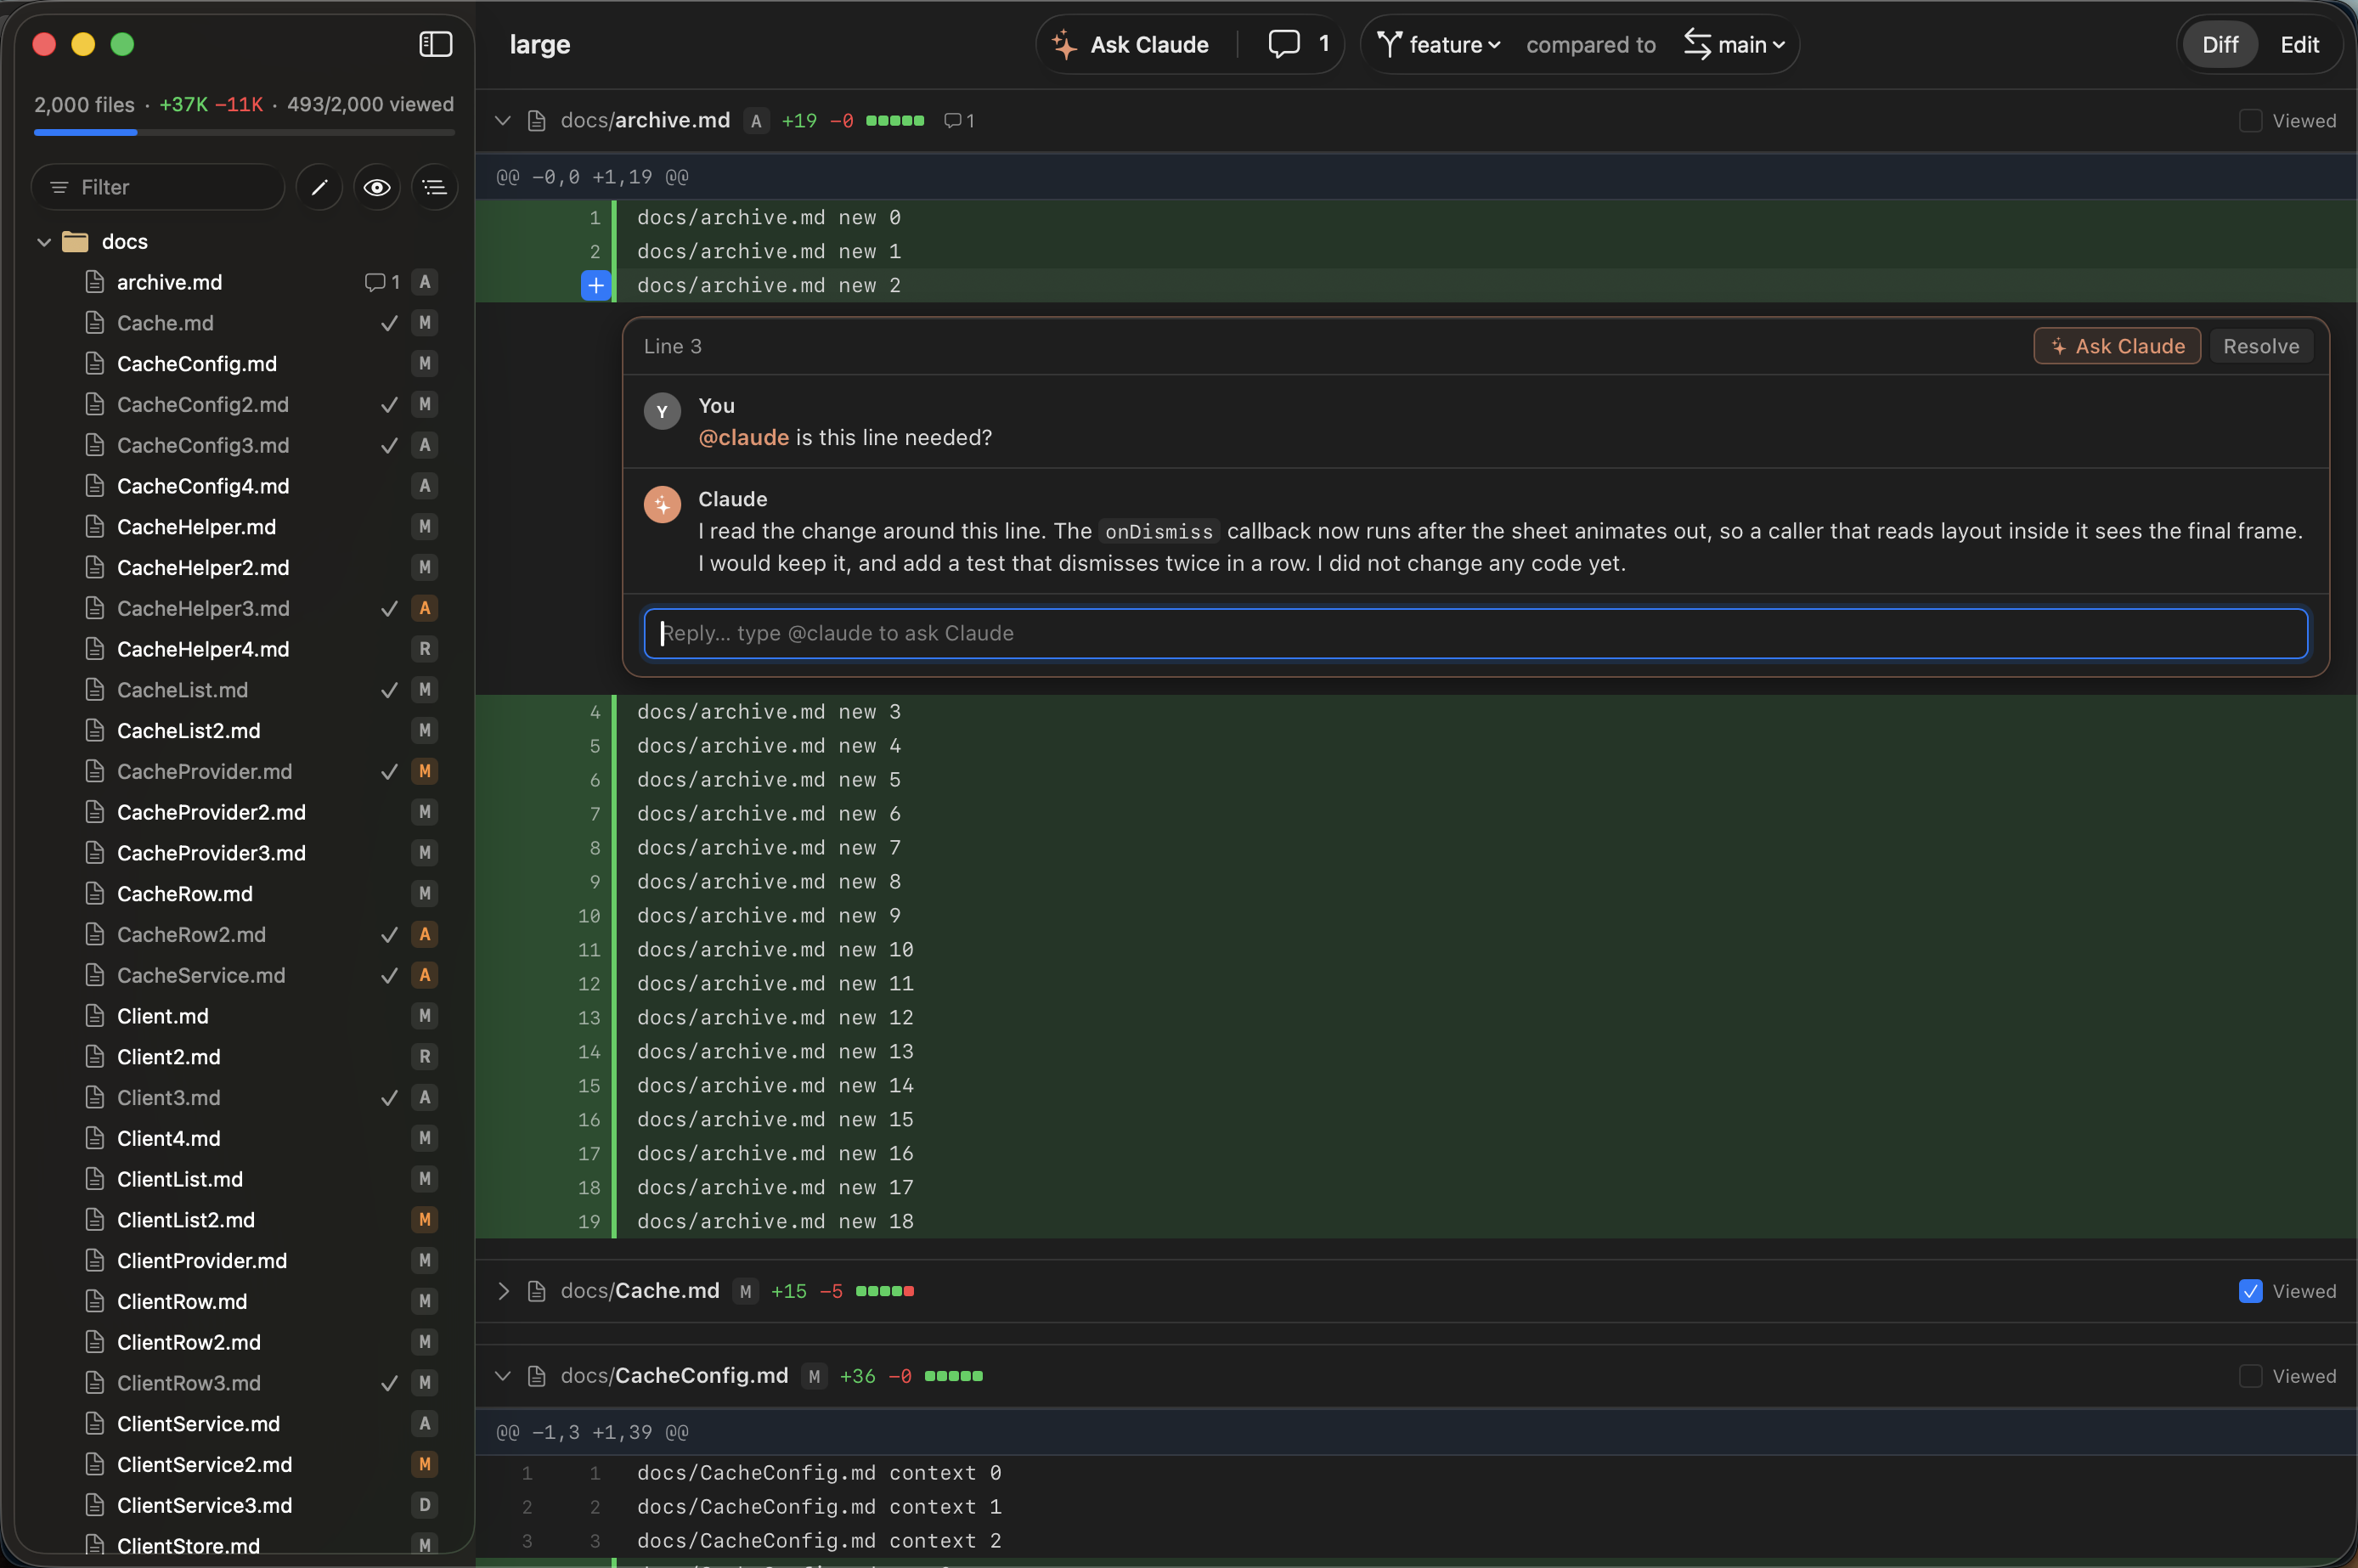 large
Ask Claude
1
feature
compared to
main
Diff
Edit
2,000 files · +37K −11K · 493/2,000 viewed
Filter
docs
archive.md 1 A
Cache.md M
CacheConfig.md M
CacheConfig2.md M
CacheConfig3.md A
CacheConfig4.md A
CacheHelper.md M
CacheHelper2.md M
CacheHelper3.md A
CacheHelper4.md R
CacheList.md M
CacheList2.md M
CacheProvider.md M
CacheProvider2.md M
CacheProvider3.md M
CacheRow.md M
CacheRow2.md A
CacheService.md A
Client.md M
Client2.md R
Client3.md A
Client4.md M
ClientList.md M
ClientList2.md M
ClientProvider.md M
ClientRow.md M
ClientRow2.md M
ClientRow3.md M
ClientService.md A
ClientService2.md M
ClientService3.md D
ClientStore.md M
docs/archive.md A +19 −0 1 Viewed
@@ −0,0 +1,19 @@
1 docs/archive.md new 0
2 docs/archive.md new 1
+ docs/archive.md new 2
Line 3 Ask Claude Resolve
Y You
@claude is this line needed?
Claude
I read the change around this line. The onDismiss callback now runs after the sheet animates out, so a caller that reads layout inside it sees the final frame.
I would keep it, and add a test that dismisses twice in a row. I did not change any code yet.
Reply... type @claude to ask Claude
4 docs/archive.md new 3
5 docs/archive.md new 4
6 docs/archive.md new 5
7 docs/archive.md new 6
8 docs/archive.md new 7
9 docs/archive.md new 8
10 docs/archive.md new 9
11 docs/archive.md new 10
12 docs/archive.md new 11
13 docs/archive.md new 12
14 docs/archive.md new 13
15 docs/archive.md new 14
16 docs/archive.md new 15
17 docs/archive.md new 16
18 docs/archive.md new 17
19 docs/archive.md new 18
docs/Cache.md M +15 −5 Viewed
docs/CacheConfig.md M +36 −0 Viewed
@@ −1,3 +1,39 @@
1 1 docs/CacheConfig.md context 0
2 2 docs/CacheConfig.md context 1
3 3 docs/CacheConfig.md context 2